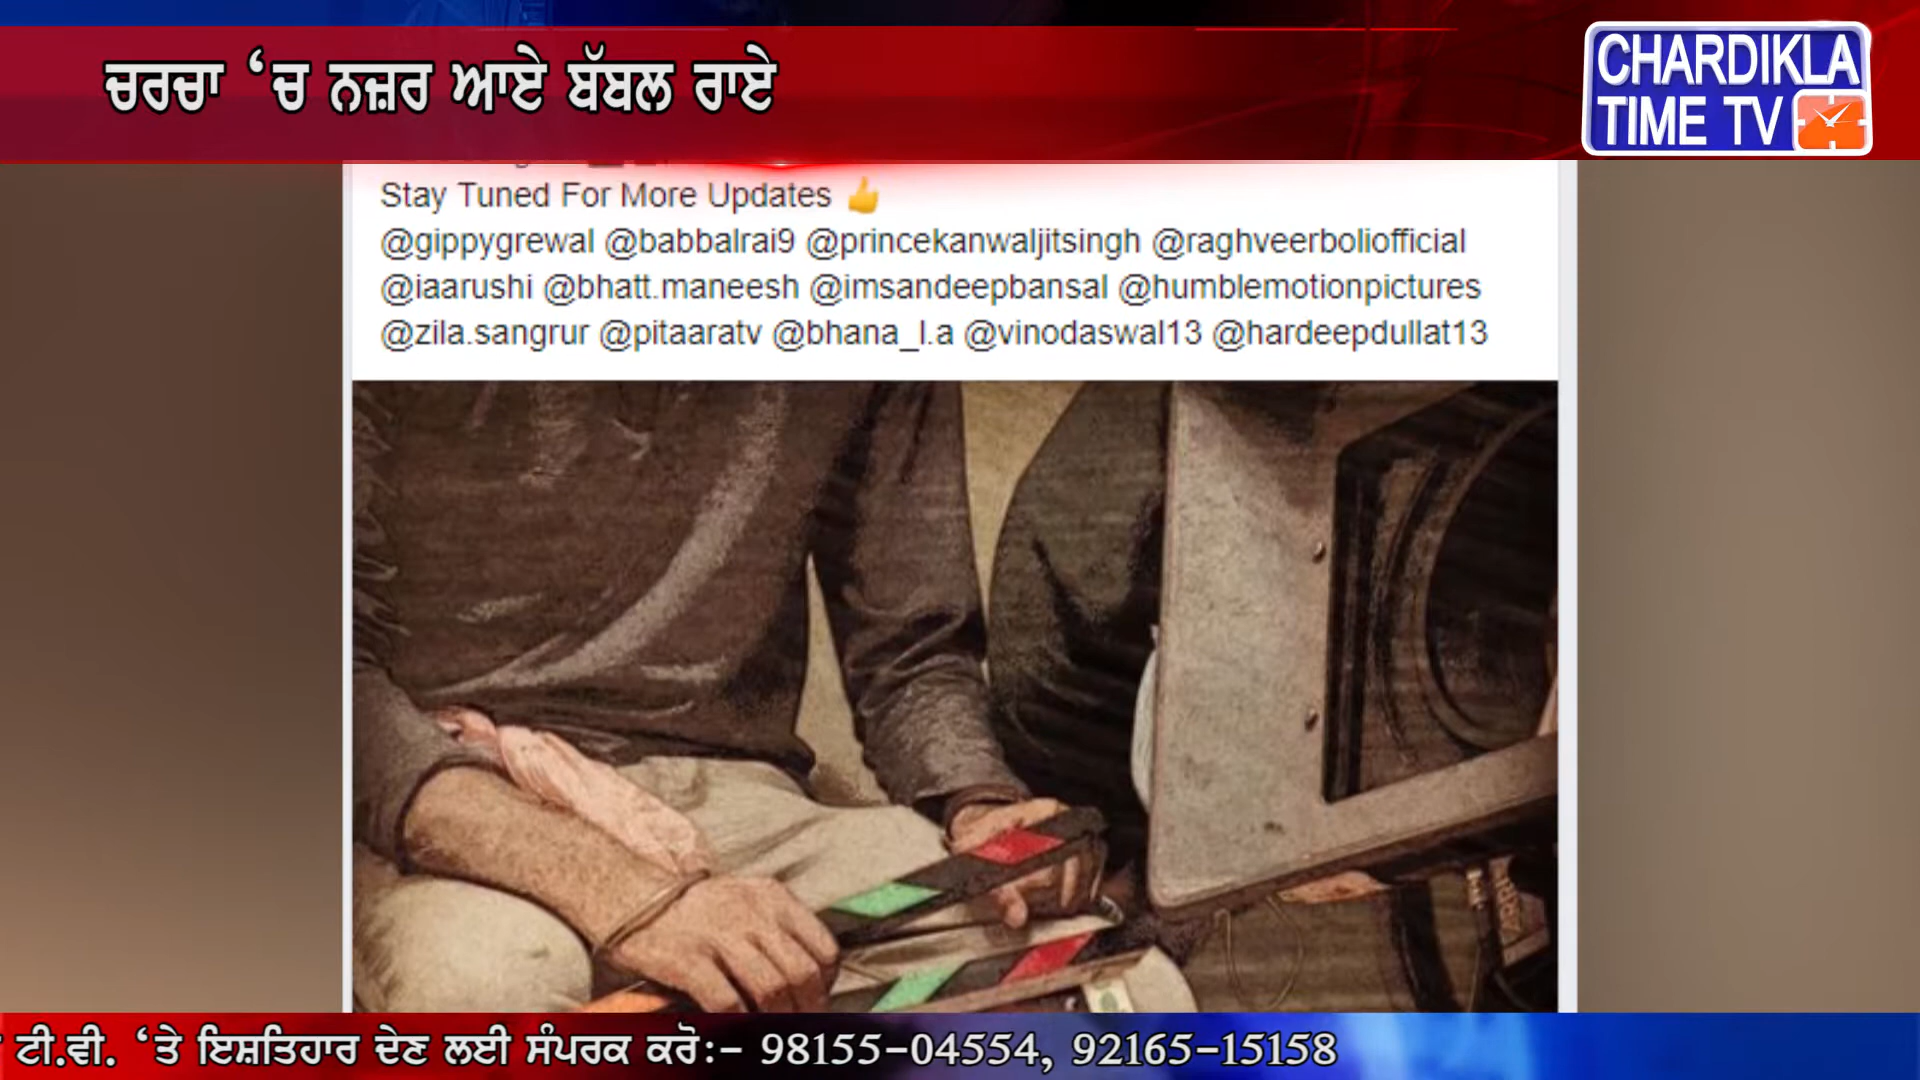 ਚਰਚਾ ‘ਚ ਨਜ਼ਰ ਆਏ ਬੱਬਲ ਰਾਏ
CHARDIKLA
TIME TV
Stay Tuned For More Updates 👍
@gippygrewal @babbalrai9 @princekanwaljitsingh @raghveerboliofficial
@iaarushi @bhatt.maneesh @imsandeepbansal @humblemotionpictures
@zila.sangrur @pitaaratv @bhana_l.a @vinodaswal13 @hardeepdullat13
ਟੀ.ਵੀ. ‘ਤੇ ਇਸ਼ਤਿਹਾਰ ਦੇਣ ਲਈ ਸੰਪਰਕ ਕਰੋ:– 98155-04554, 92165-15158